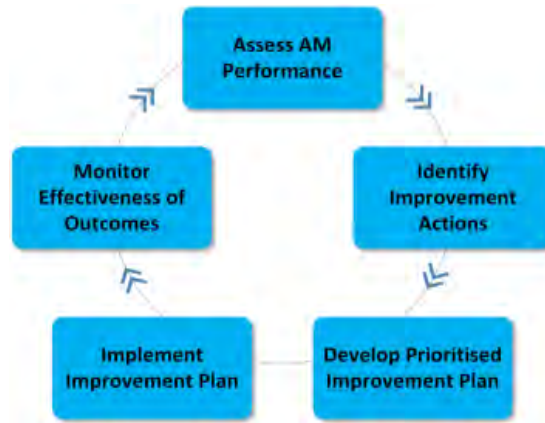 Assess AM
Performance
Identify
Improvement
Actions
Develop Prioritised
Improvement Plan
Implement
Improvement Plan
Monitor
Effectiveness of
Outcomes